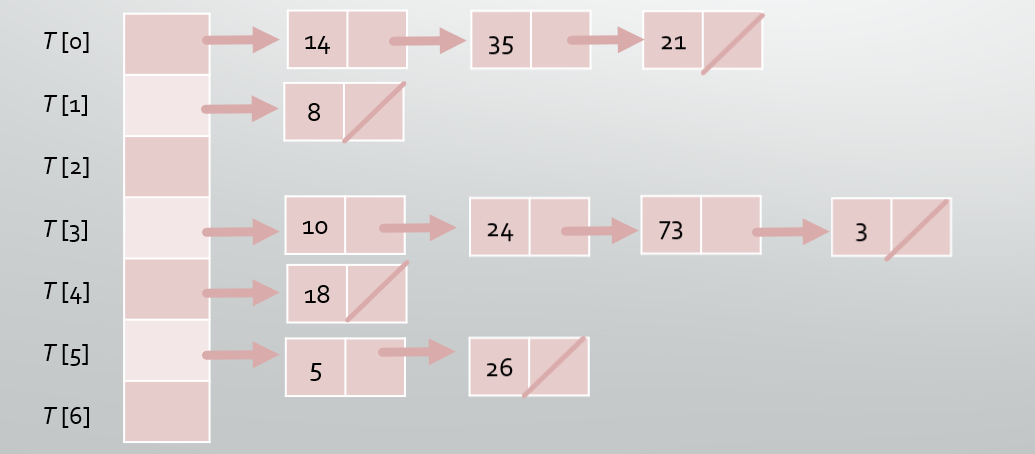 T [0] 14 35 21
T [1] 8
T [2]
T [3] 10 24 73 3
T [4] 18
T [5] 5 26
T [6]